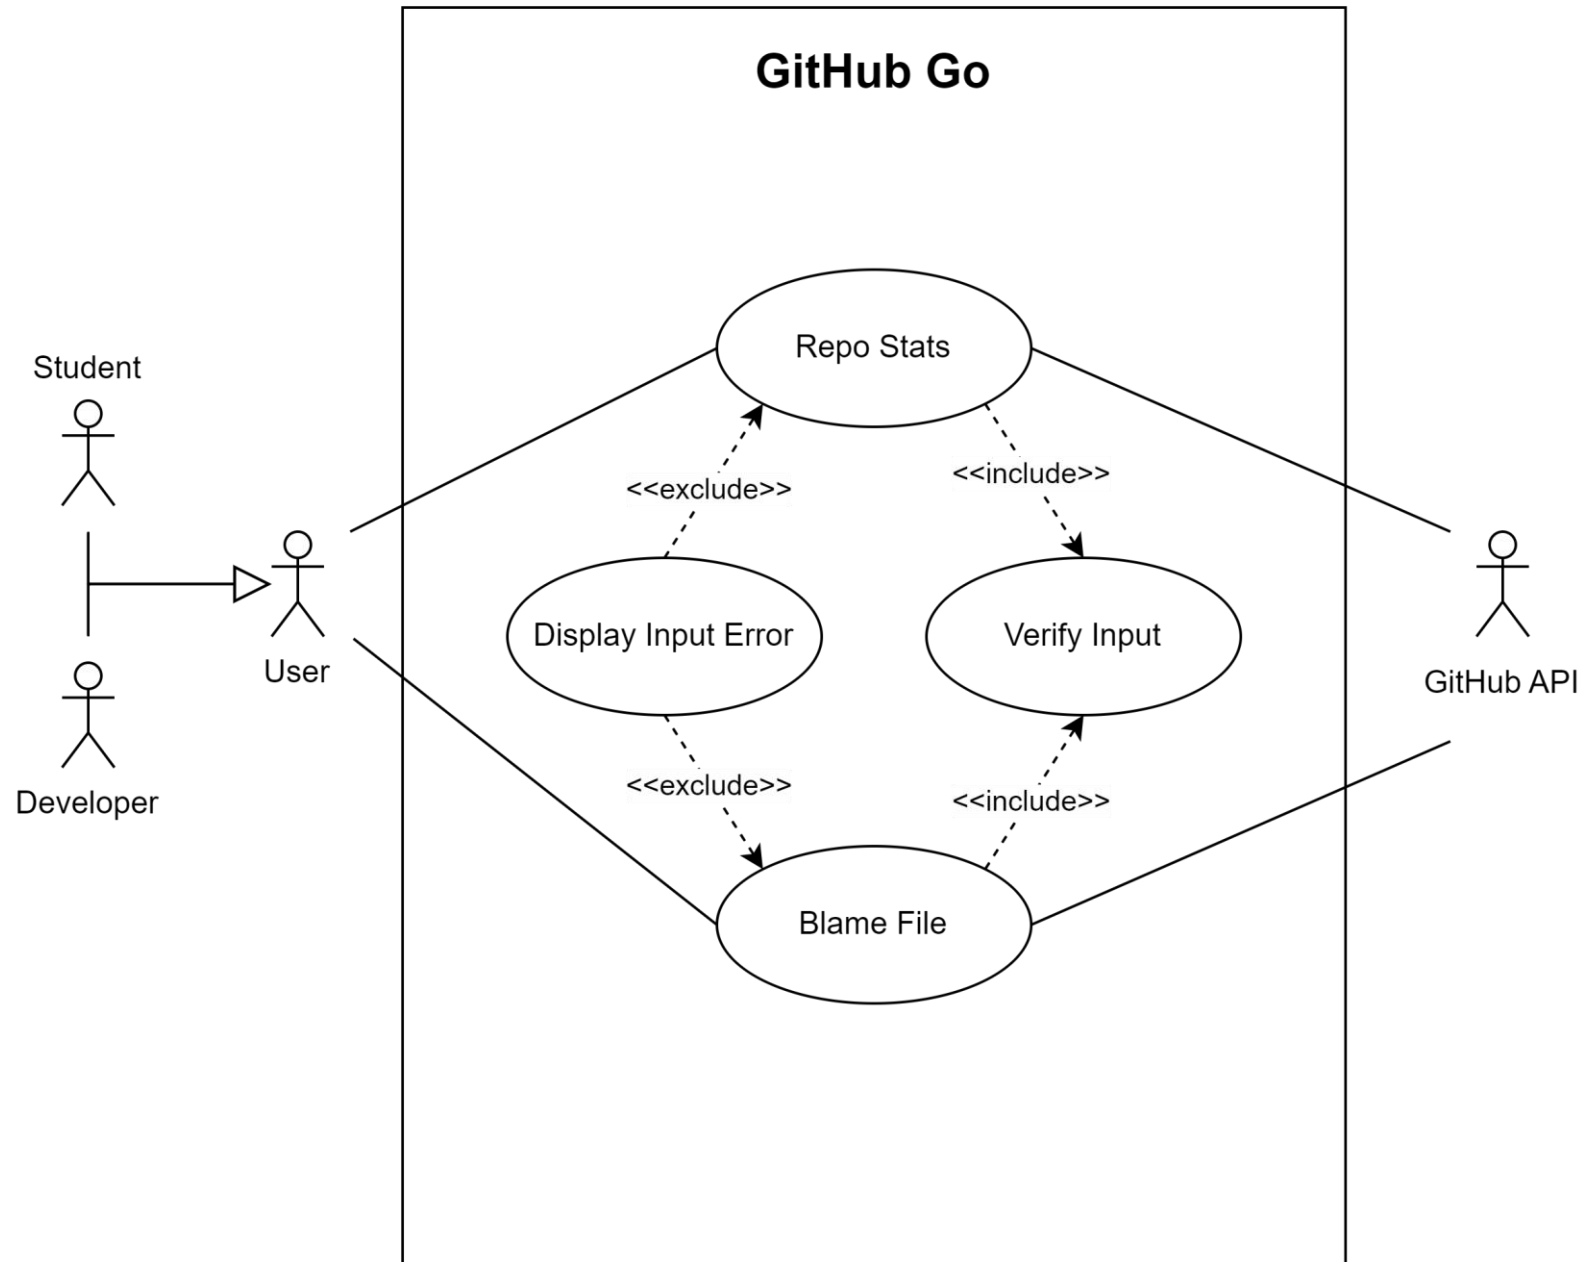 GitHub Go
Repo Stats
Student
<<include>>
<<exclude>>
Display Input Error
Verify Input
User
GitHub API
<<exclude>>
<<include>>
Developer
Blame File